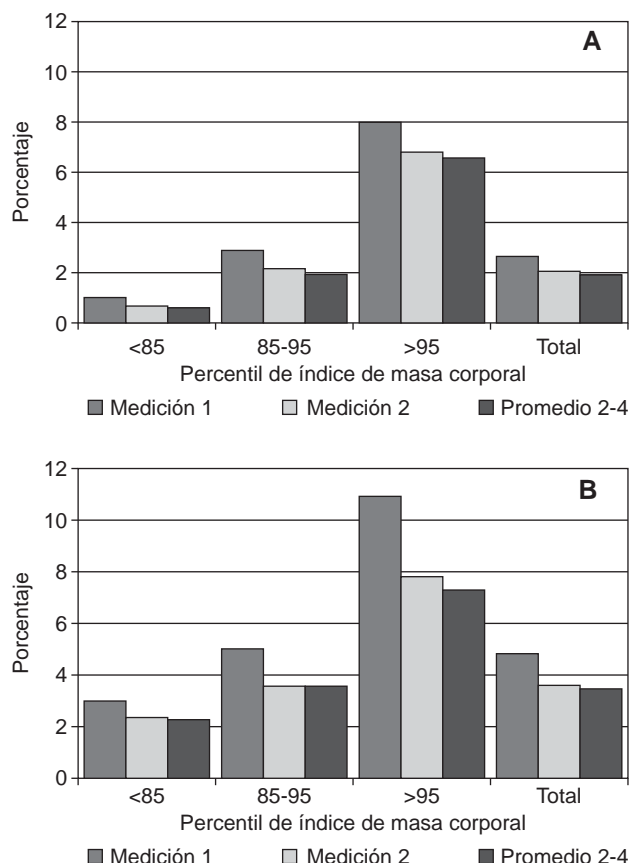 A
12
10
8
6
4
2
0
Porcentaje
<85 85-95 >95 Total
Percentil de índice de masa corporal
Medición 1 Medición 2 Promedio 2-4
B
12
10
8
6
4
2
0
Porcentaje
<85 85-95 >95 Total
Percentil de índice de masa corporal
Medición 1 Medición 2 Promedio 2-4